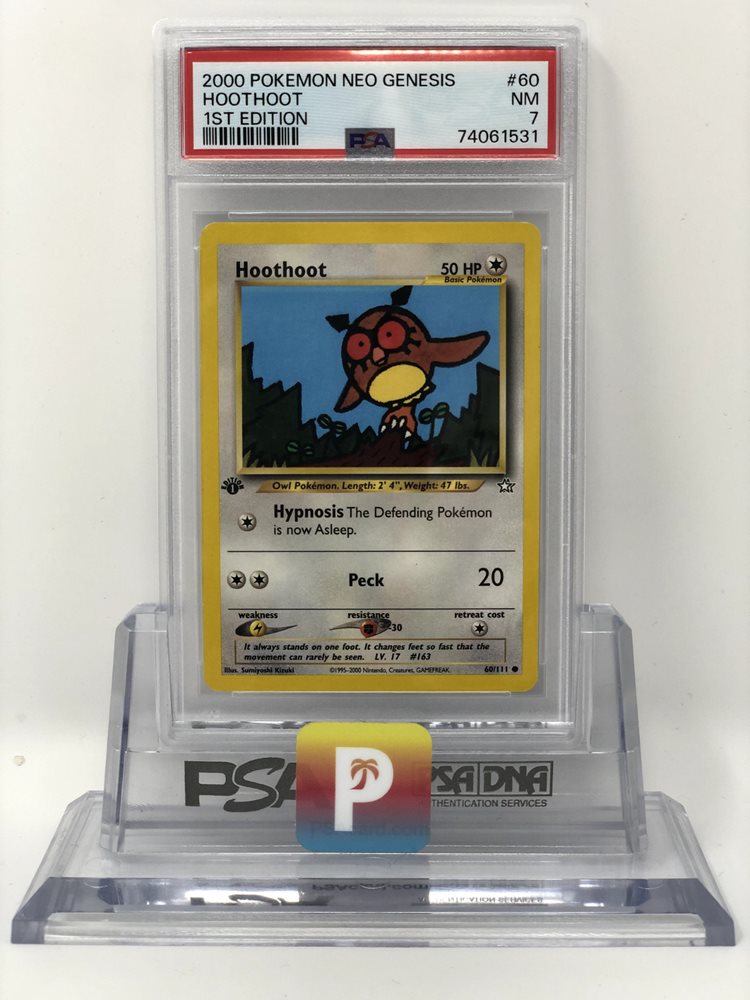 2000 POKEMON NEO GENESIS #60
HOOTHOOT NM
1ST EDITION 7
PSA 74061531
Hoothoot 50 HP
Basic Pokémon
EDITION
1
Owl Pokémon. Length: 2' 4", Weight: 47 lbs.
Hypnosis The Defending Pokémon
is now Asleep.
Peck 20
weakness resistance retreat cost
-30
It always stands on one foot. It changes feet so fast that the
movement can rarely be seen. LV. 17 #163
Illus. Sumiyoshi Kizuki ©1995-2000 Nintendo, Creatures, GAMEFREAK. 60/111
PSA P PSA DNA
AUTHENTICATION SERVICES